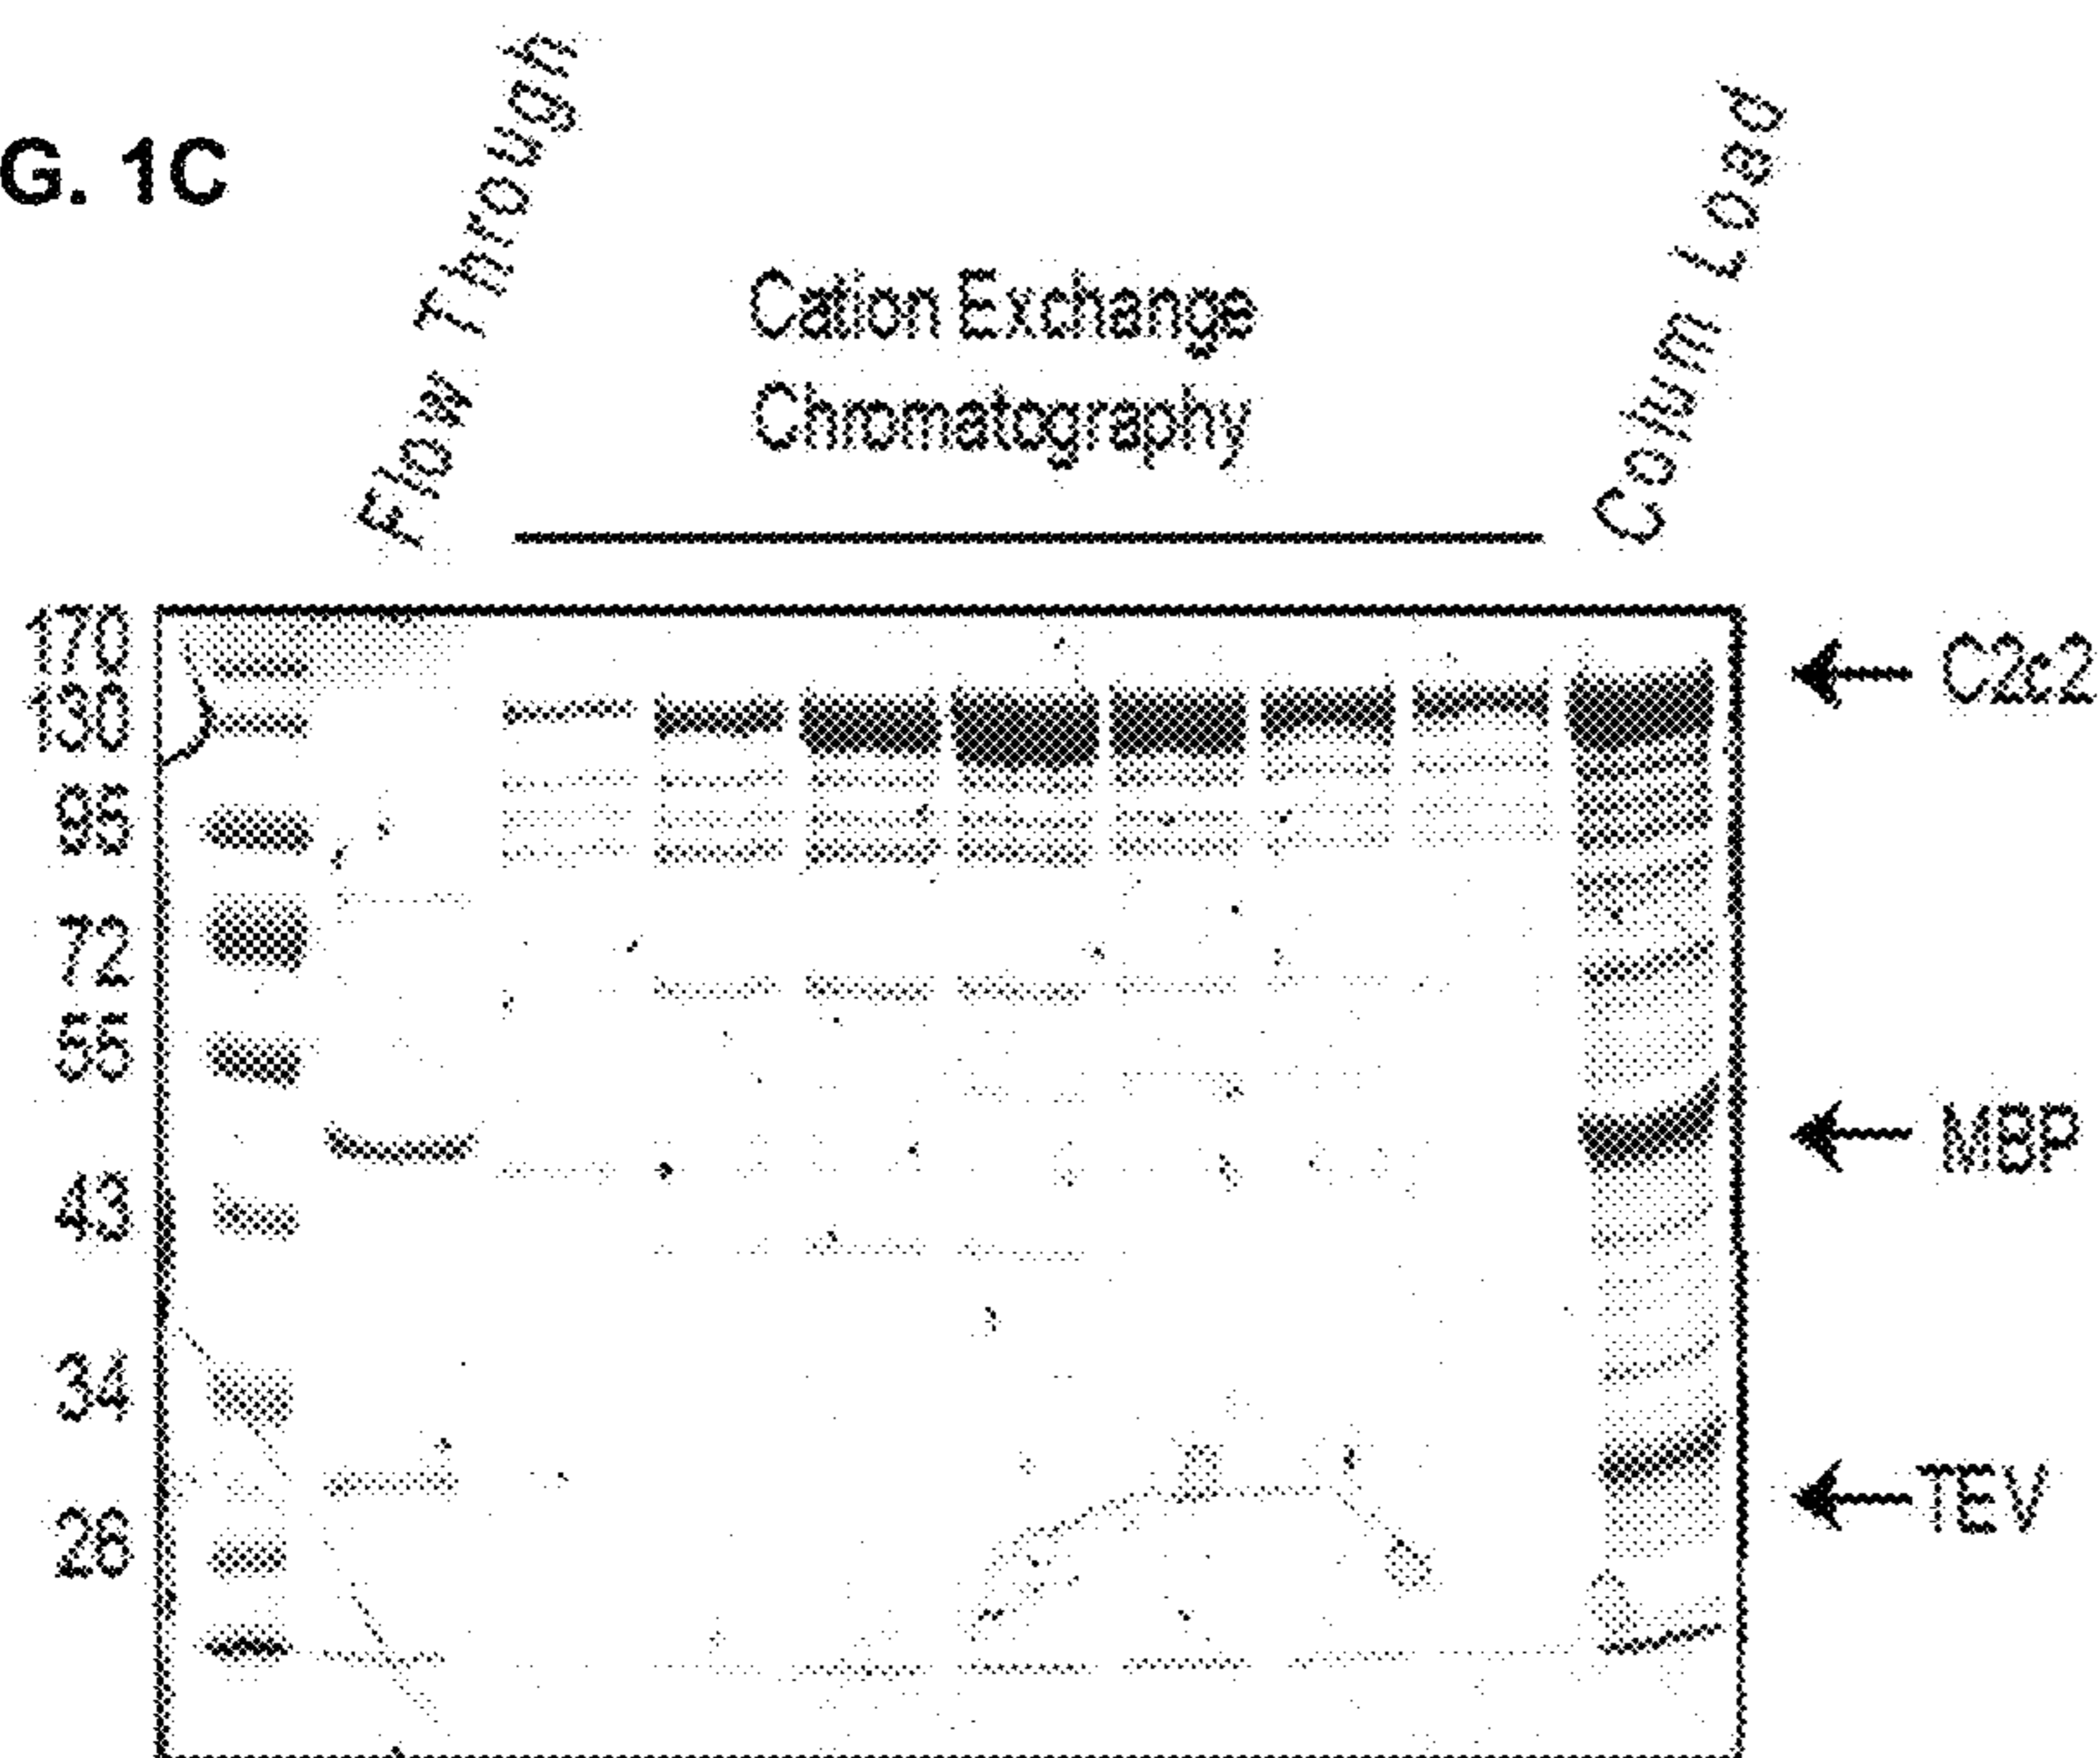 G. 1C
Flow Through
Cation Exchange
Chromatography
Colum Load
170
130
95
72
55
43
34
26
C2c2
MBP
TEV